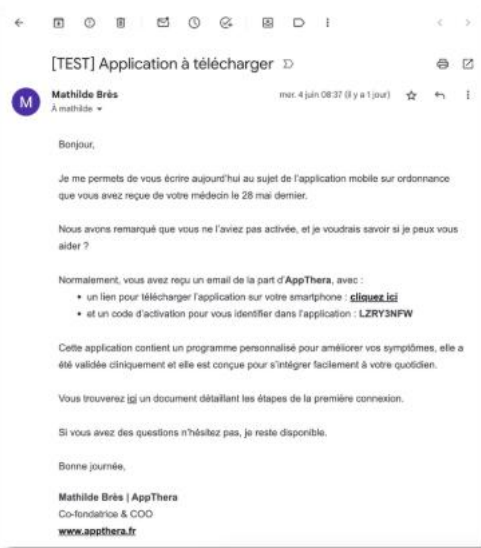 [TEST] Application à télécharger
Mathilde Brès
mer. 4 juin 08:37 (il y a 1 jour)
À mathilde
M
Bonjour,
Je me permets de vous écrire aujourd'hui au sujet de l'application mobile sur ordonnance
que vous avez reçue de votre médecin le 28 mai dernier.
Nous avons remarqué que vous ne l'aviez pas activée, et je voudrais savoir si je peux vous
aider ?
Normalement, vous avez reçu un email de la part d'AppThera, avec :
• un lien pour télécharger l'application sur votre smartphone : cliquez ici
• et un code d'activation pour vous identifier dans l'application : LZRY3NFW
Cette application contient un programme personnalisé pour améliorer vos symptômes, elle a
été validée cliniquement et elle est conçue pour s'intégrer facilement à votre quotidien.
Vous trouverez ici un document détaillant les étapes de la première connexion.
Si vous avez des questions n'hésitez pas, je reste disponible.
Bonne journée,
Mathilde Brès | AppThera
Co-fondatrice & COO
www.appthera.fr